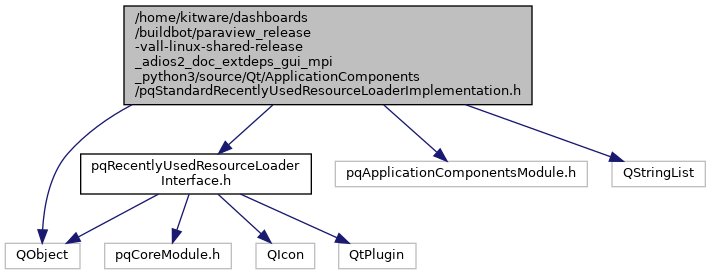 /home/kitware/dashboards
/buildbot/paraview_release
-vall-linux-shared-release
_adios2_doc_extdeps_gui_mpi
_python3/source/Qt/ApplicationComponents
/pqStandardRecentlyUsedResourceLoaderImplementation.h
pqRecentlyUsedResourceLoader
Interface.h
pqApplicationComponentsModule.h
QStringList
QObject
pqCoreModule.h
QIcon
QtPlugin